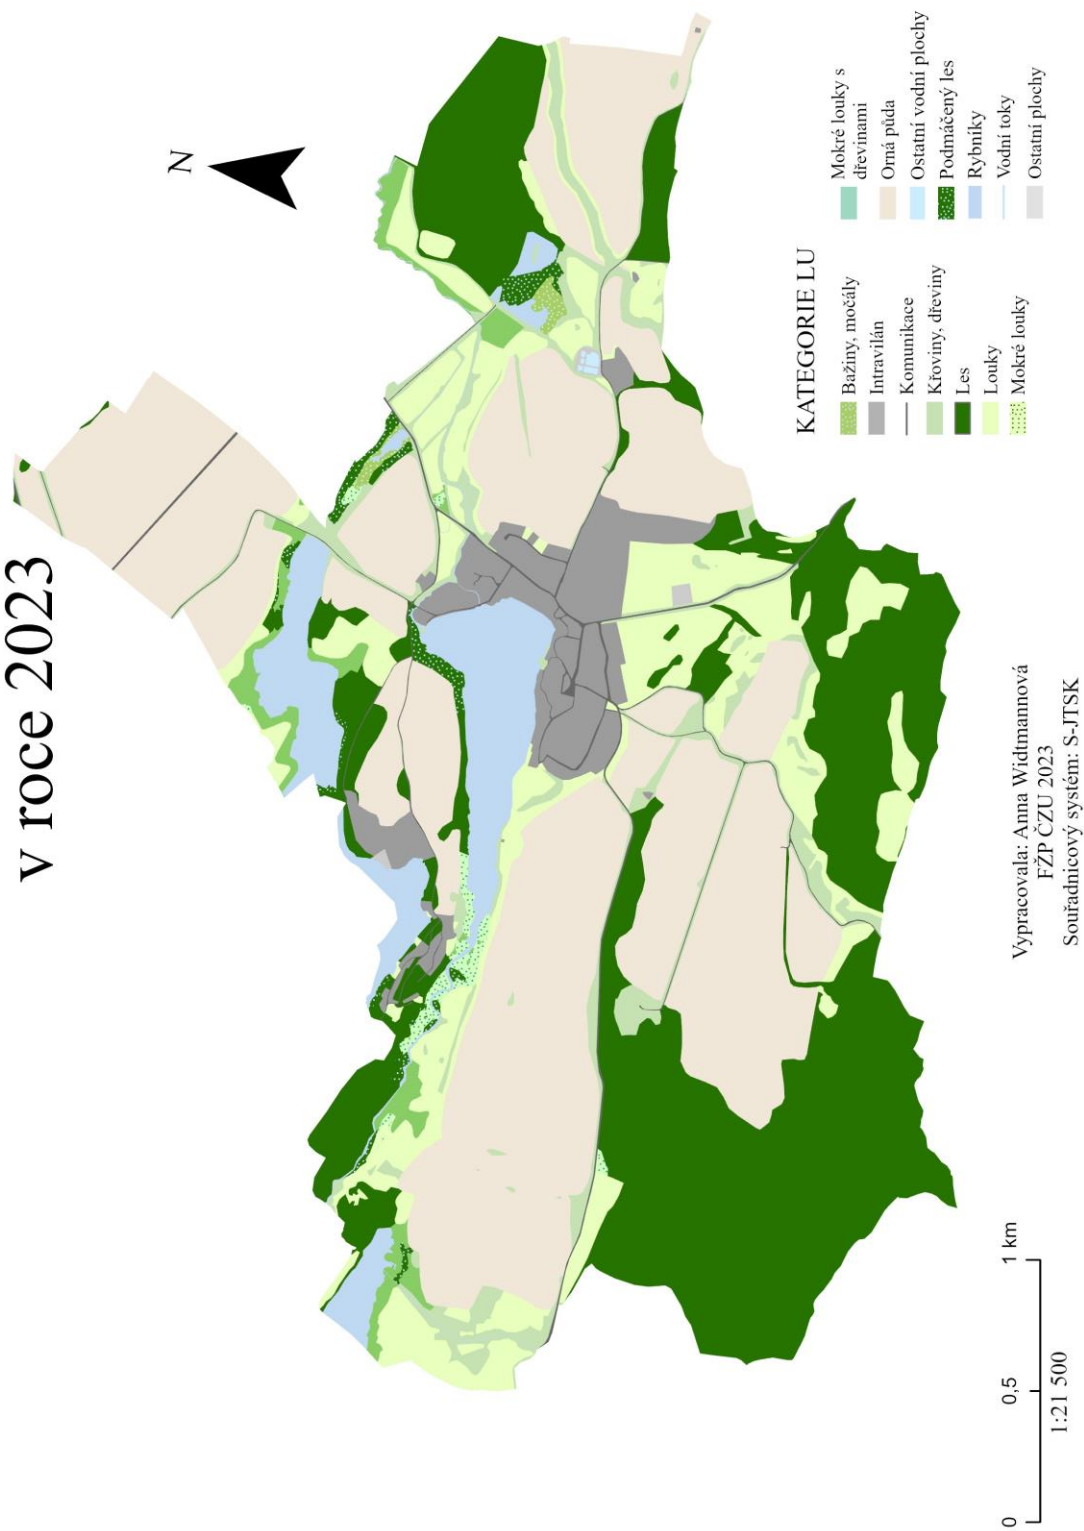 v roce 2023
N
KATEGORIE LU
Bažiny, močály
Intravilán
Komunikace
Křoviny, dřeviny
Les
Louky
Mokré louky
Mokré louky s
dřevinami
Orná půda
Ostatní vodní plochy
Podmáčený les
Rybníky
Vodní toky
Ostatní plochy
Vypracovala: Anna Widtmannová
FŽP ČZU 2023
Souřadnicový systém: S-JTSK
0 0,5 1 km
1:21 500